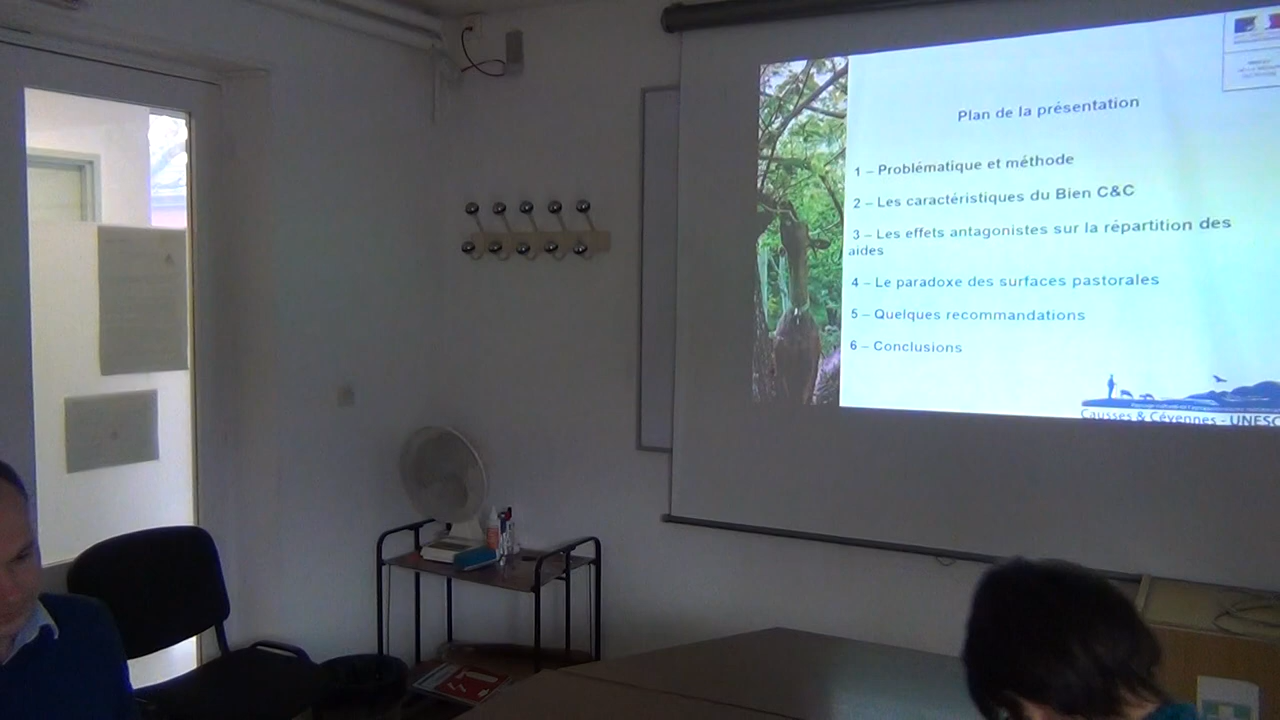 Plan de la présentation
1 – Problématique et méthode
2 – Les caractéristiques du Bien C&C
3 – Les effets antagonistes sur la répartition des
aides
4 – Le paradoxe des surfaces pastorales
5 – Quelques recommandations
6 – Conclusions
Causses & Cévennes - UNESC